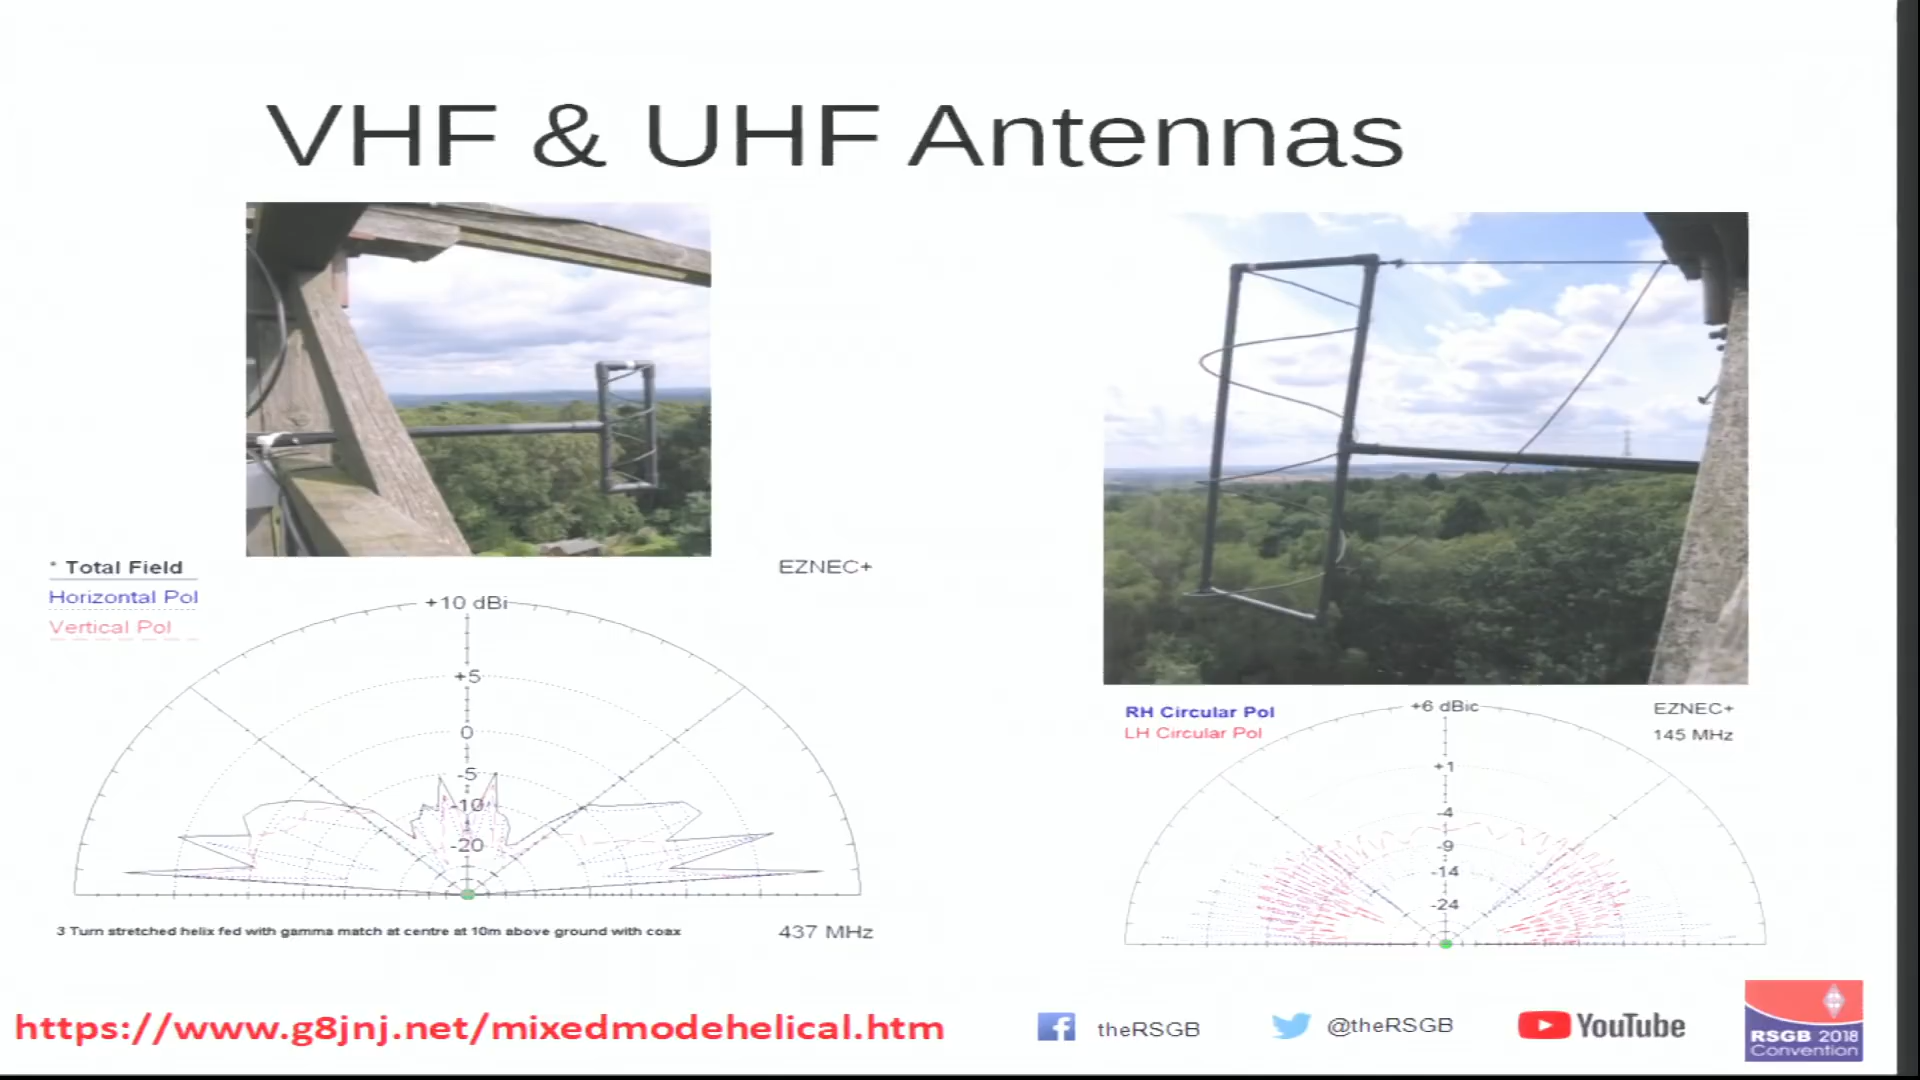 VHF & UHF Antennas
* Total Field
Horizontal Pol
Vertical Pol
EZNEC+
+10 dBi
+5
0
-5
-10
-20
3 Turn stretched helix fed with gamma match at centre at 10m above ground with coax
437 MHz
RH Circular Pol
LH Circular Pol
+6 dBic
EZNEC+
145 MHz
+1
-4
-9
-14
-24
https://www.g8jnj.net/mixedmodehelical.htm
theRSGB
@theRSGB
YouTube
RSGB 2018
Convention